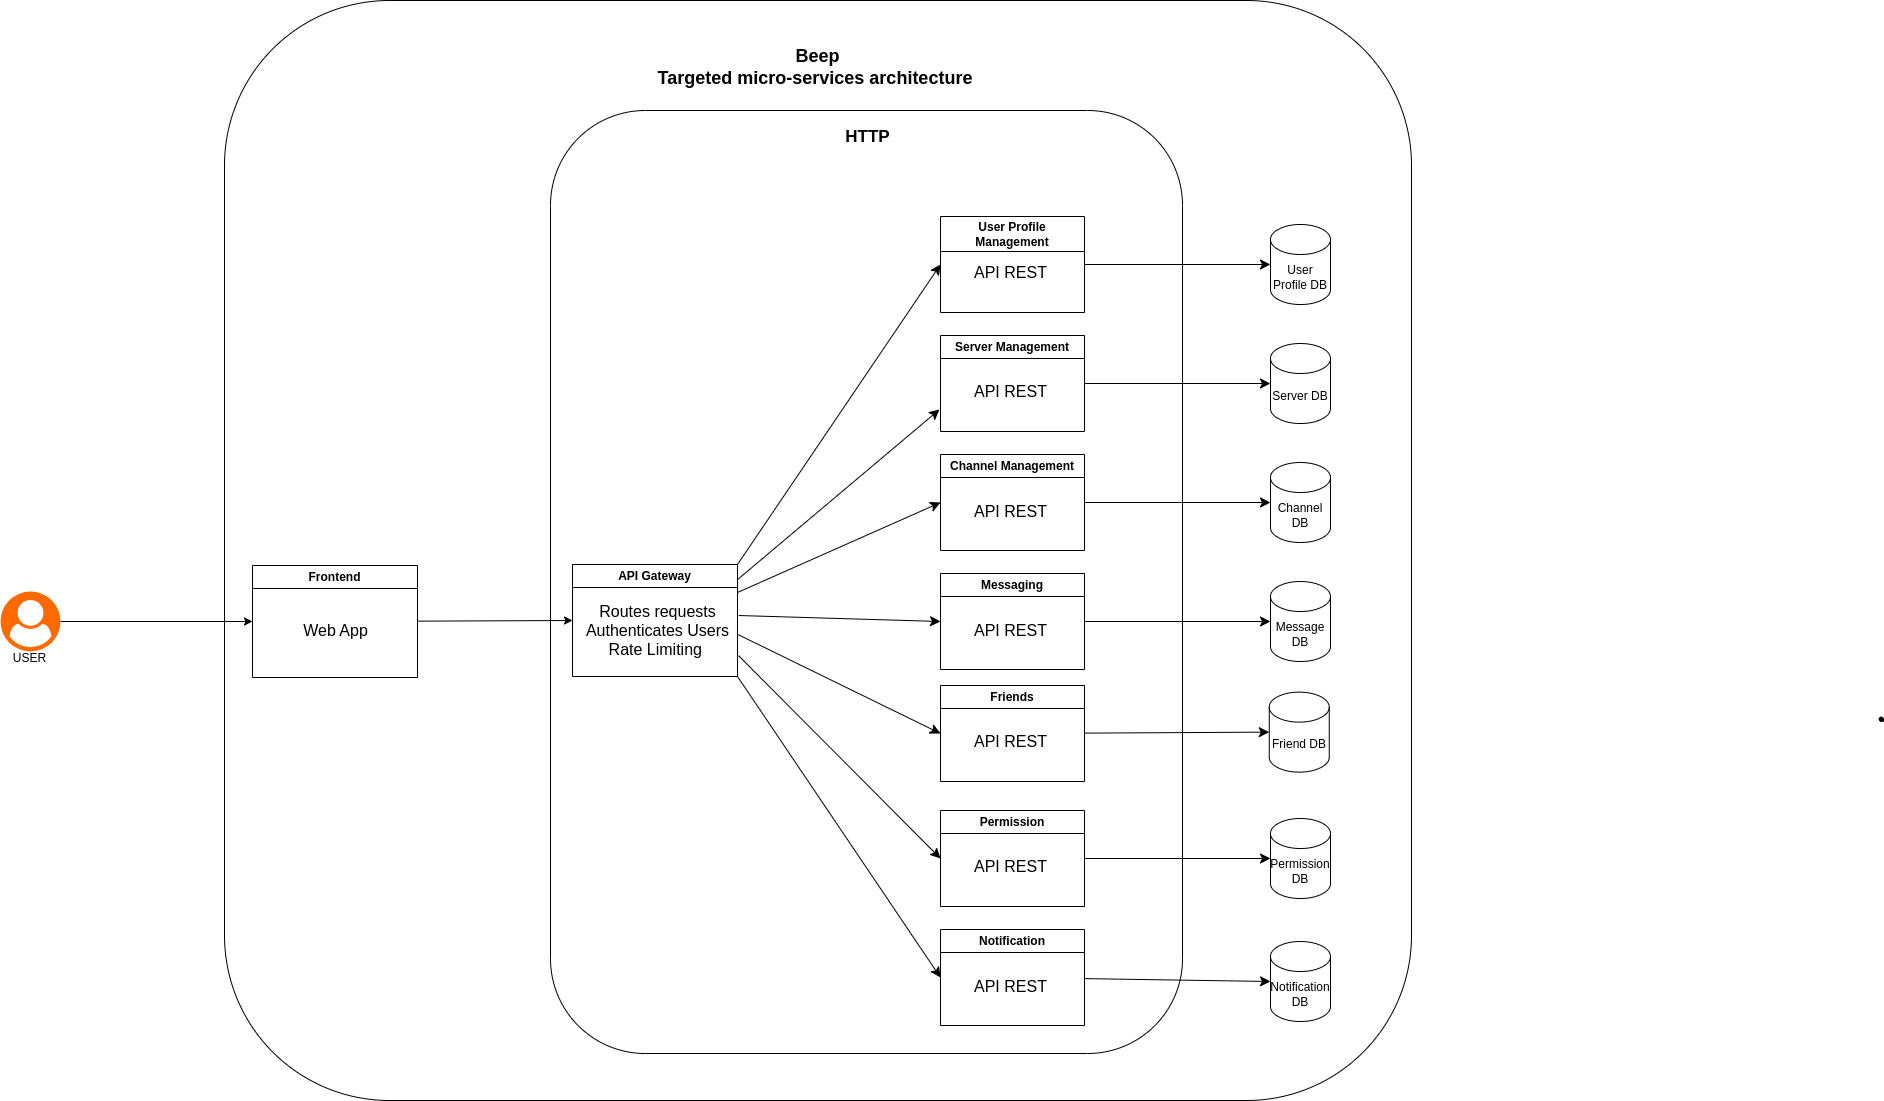 Beep
Targeted micro-services architecture
HTTP
User Profile
Management
API REST
User
Profile DB
Server Management
API REST
Server DB
Channel Management
API REST
Channel
DB
Frontend
Web App
USER
API Gateway
Routes requests
Authenticates Users
Rate Limiting
Messaging
API REST
Message
DB
Friends
API REST
Friend DB
Permission
API REST
Permission
DB
Notification
API REST
Notification
DB